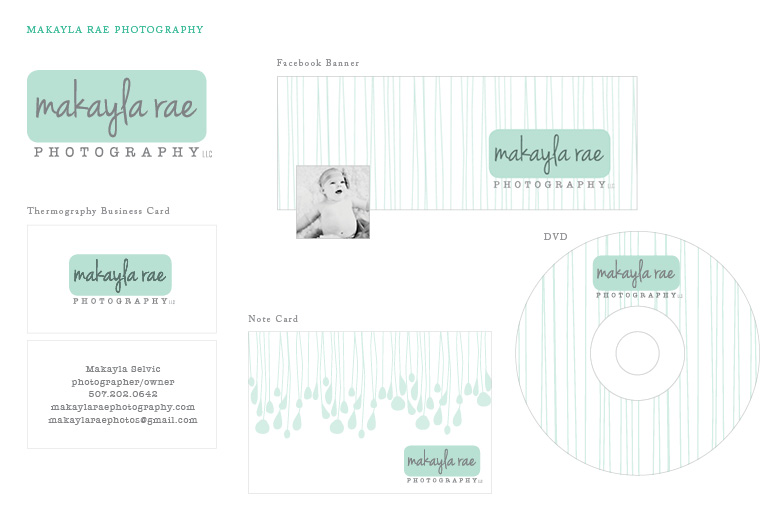 MAKAYLA RAE PHOTOGRAPHY
makayla rae
PHOTOGRAPHY LLC
Facebook Banner
makayla rae
PHOTOGRAPHY LLC
Thermography Business Card
makayla rae
PHOTOGRAPHY LLC
Makayla Selvic
photographer/owner
507.202.0642
makaylaraephotography.com
makaylaraephotos@gmail.com
Note Card
makayla rae
PHOTOGRAPHY LLC
DVD
makayla rae
PHOTOGRAPHY LLC